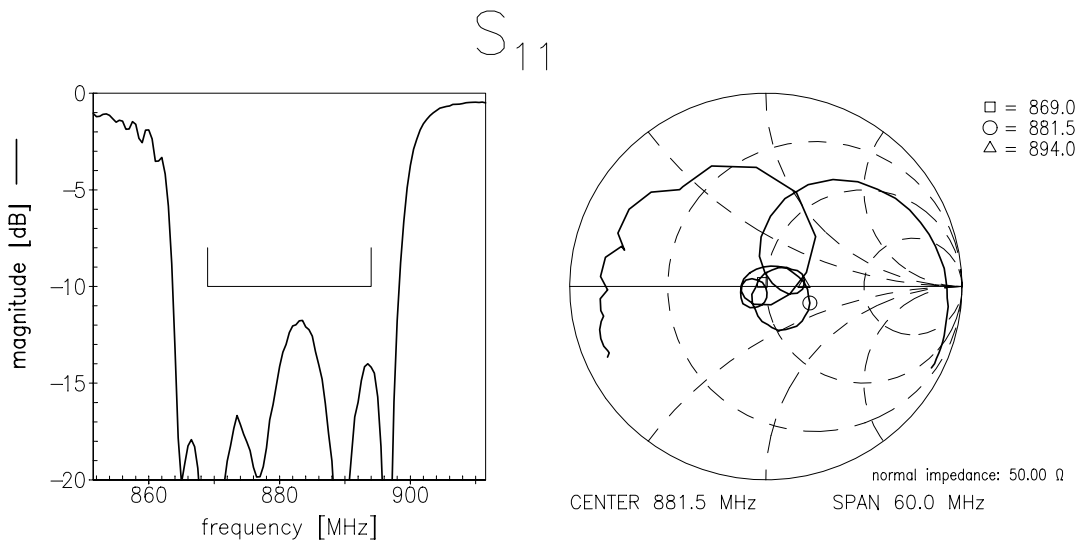 S11
0
−5
−10
−15
−20
860
880
900
magnitude [dB]
frequency [MHz]
□ = 869.0
○ = 881.5
△ = 894.0
normal impedance: 50.00 Ω
CENTER 881.5 MHz
SPAN 60.0 MHz